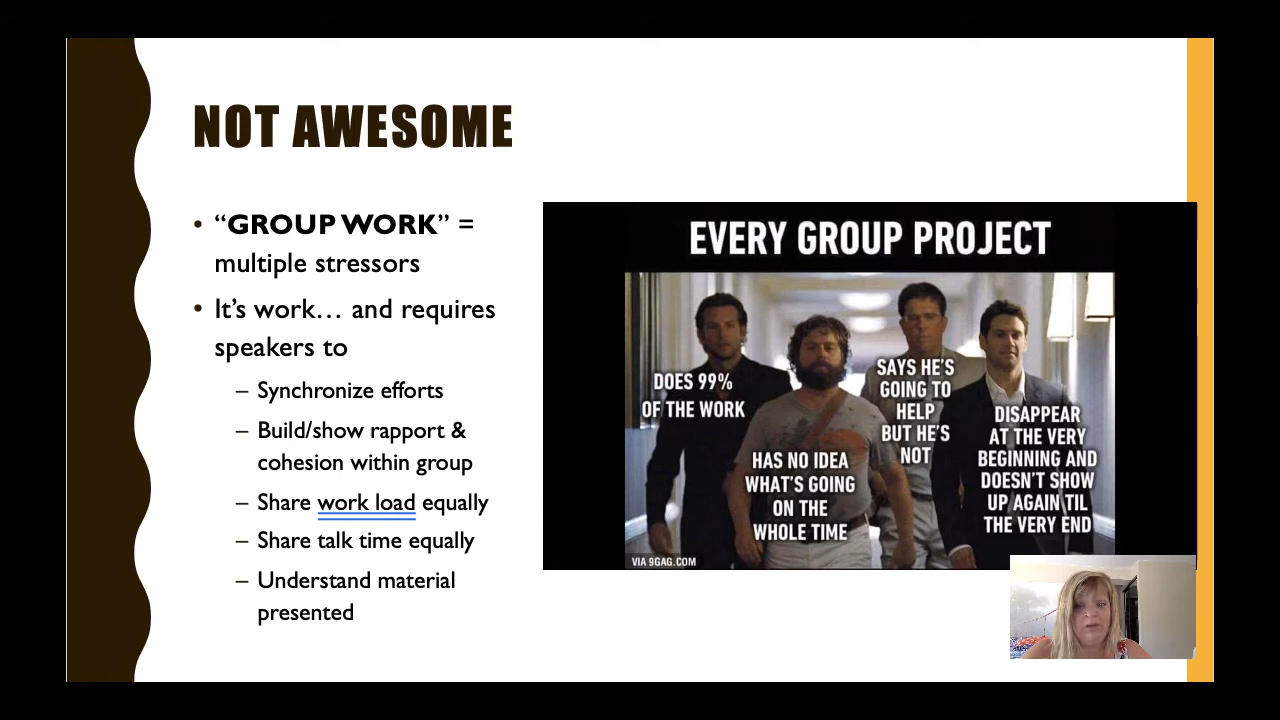 NOT AWESOME
• “GROUP WORK” =
multiple stressors
• It’s work… and requires
speakers to
– Synchronize efforts
– Build/show rapport &
cohesion within group
– Share work load equally
– Share talk time equally
– Understand material
presented
EVERY GROUP PROJECT
DOES 99%
OF THE WORK
HAS NO IDEA
WHAT'S GOING
ON THE
WHOLE TIME
SAYS HE'S
GOING TO
HELP
BUT HE'S
NOT
DISAPPEAR
AT THE VERY
BEGINNING AND
DOESN'T SHOW
UP AGAIN TIL
THE VERY END
VIA 9GAG.COM